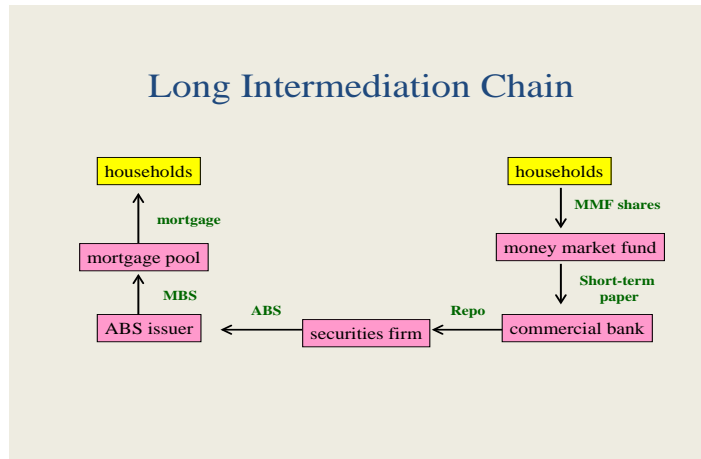 Long Intermediation Chain
households
households
mortgage
MMF shares
mortgage pool
money market fund
MBS
Short-term
paper
ABS issuer
ABS
securities firm
Repo
commercial bank